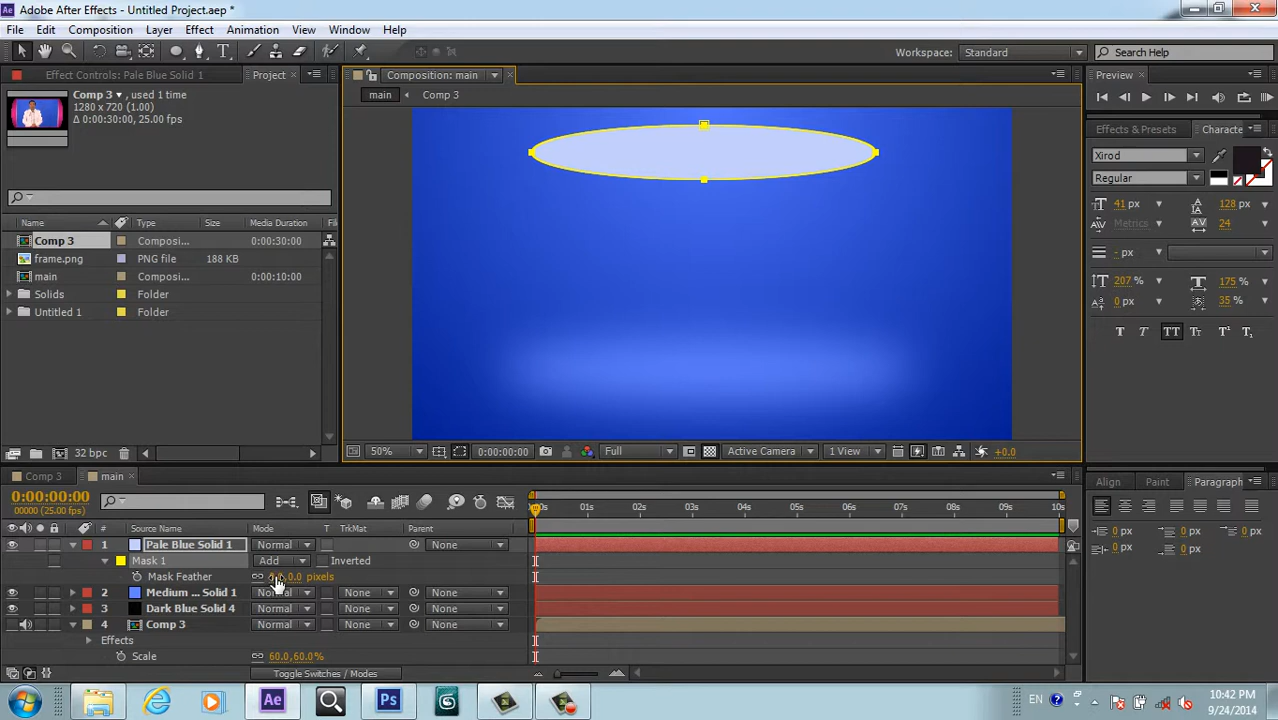 Adobe After Effects - Untitled Project.aep *
File Edit Composition Layer Effect Animation View Window Help
Workspace: Standard Search Help
Effect Controls: Pale Blue Solid 1 Project
Composition: main
Preview
Comp 3 ▾, used 1 time
1280 x 720 (1.00)
Δ 0:00:30:00, 25.00 fps
main Comp 3
Effects & Presets Characte
Xirod
Regular
41 px 128 px
Metrics 24
- px
207 % 175 %
0 px 35 %
T T TT Tt T¹ T₁
Name Type Size Media Duration Fil
Comp 3 Composi... 0:00:30:00
frame.png PNG file 188 KB
main Composi... 0:00:10:00
Solids Folder
Untitled 1 Folder
32 bpc
50% 0:00:00:00 Full Active Camera 1 View +0.0
Comp 3 main
Align Paint Paragraph
0:00:00:00
00000 (25.00 fps)
01s 02s 03s 04s 05s 06s 07s 08s 09s 10s
# Source Name Mode T TrkMat Parent
1 Pale Blue Solid 1 Normal None
Mask 1 Add Inverted
Mask Feather 0.0 pixels
2 Medium ... Solid 1 Normal None None
3 Dark Blue Solid 4 Normal None None
4 Comp 3 Normal None None
Effects
Scale 60.0,60.0%
Toggle Switches / Modes
0 px 0 px
0 px 0 px
0 px
EN
10:42 PM
9/24/2014